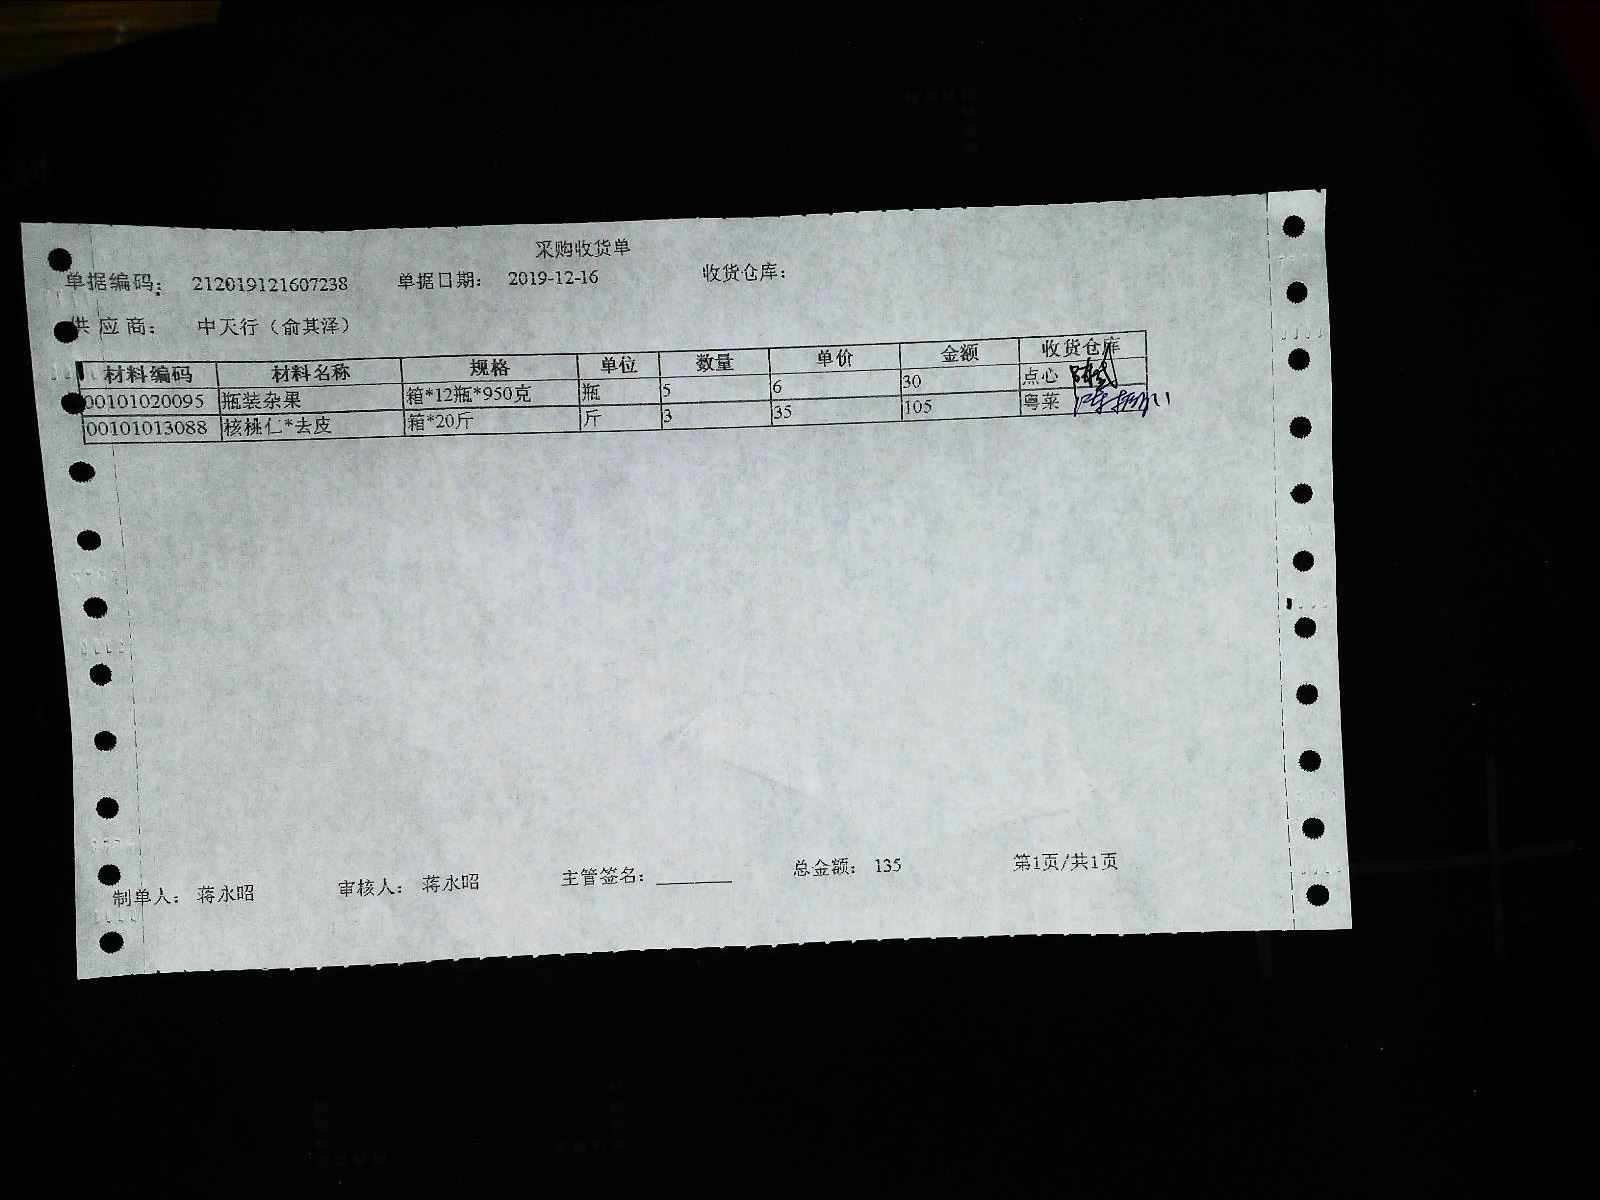 采购收货单
单据编码： 212019121607238 单据日期： 2019-12-16 收货仓库：
供应商： 中天行（俞其泽）
材料编码 材料名称 规格 单位 数量 单价 金额 收货仓库
00101020095 瓶装杂果 箱*12瓶*950克 瓶 5 6 30 点心
00101013088 核桃仁*去皮 箱*20斤 斤 3 35 105 粤菜
制单人： 蒋永昭 审核人： 蒋永昭 主管签名： 总金额： 135 第1页/共1页